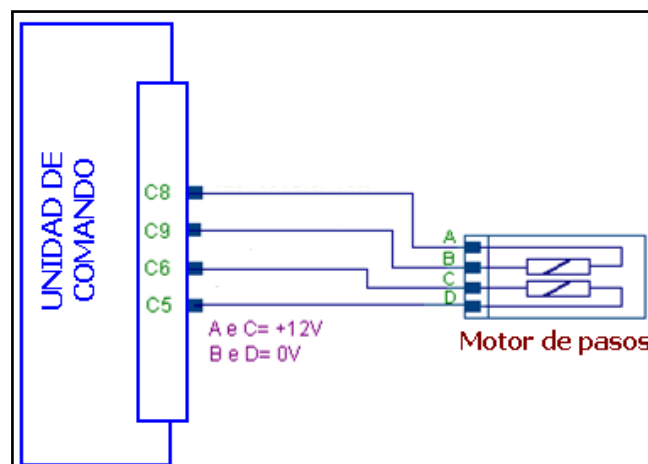 UNIDAD DE
COMANDO
C8
C9
C6
C5
A e C= +12V
B e D= 0V
A
B
C
D
Motor de pasos